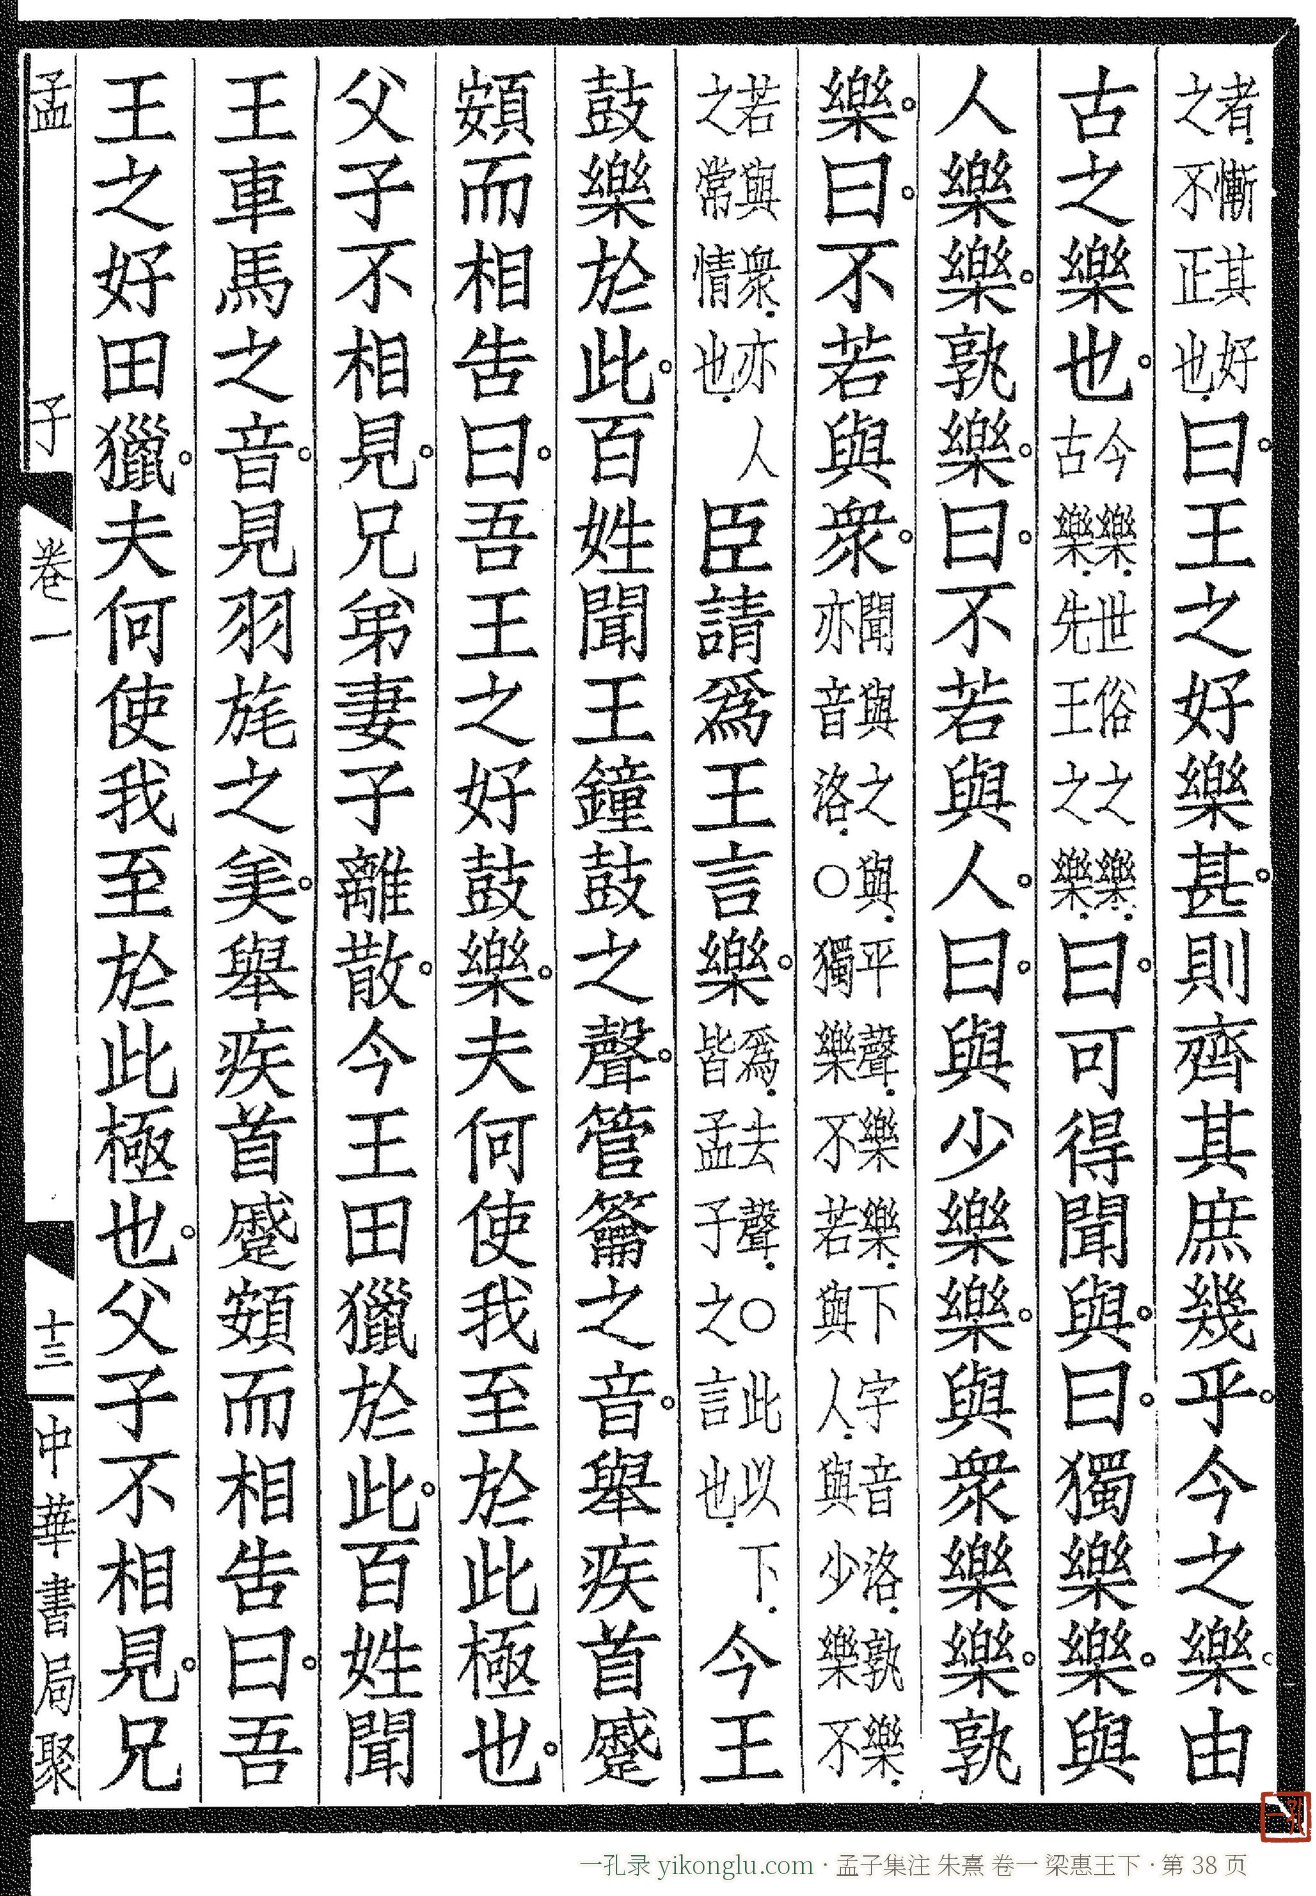 者.慚其好之不正也.曰。王之好樂甚。則齊其庶幾乎。今之樂。由
古之樂也。今樂.世俗之樂.古樂.先王之樂.曰。可得聞與。曰。獨樂樂。與
人樂樂。孰樂。曰。不若與人。曰。與少樂樂。與衆樂樂。孰
樂。曰。不若與衆。聞與之與.平聲.樂樂.下字音洛.孰樂.亦音洛.○獨樂不若與人.與少樂不
若與衆.亦人之常情也.臣請爲王言樂。爲.去聲.○此以下.皆孟子之言也.今王
鼓樂於此。百姓聞王鐘鼓之聲。管籥之音。舉疾首蹙
頞而相告曰。吾王之好鼓樂。夫何使我至於此極也。
父子不相見。兄弟妻子離散。今王田獵於此。百姓聞
王車馬之音。見羽旄之美。舉疾首蹙頞而相告曰。吾
王之好田獵。夫何使我至於此極也。父子不相見。兄
孟子 卷一 十三 中華書局聚
一孔录 yikonglu.com · 孟子集注 朱熹 卷一 梁惠王下 · 第 38 页